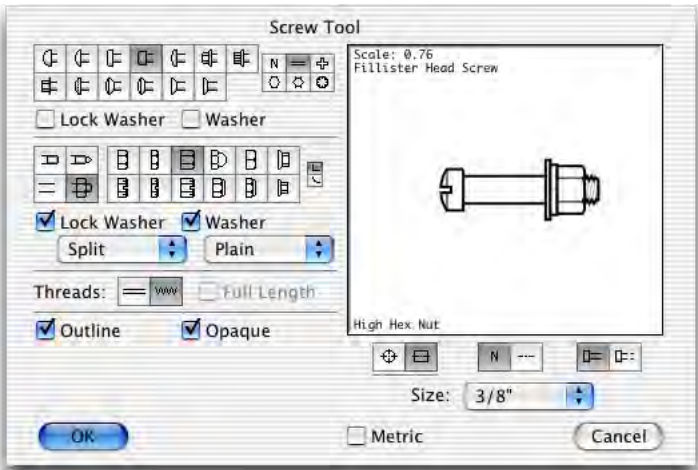 Screw Tool
N
Lock Washer Washer
Scale: 0.76
Fillister Head Screw
Lock Washer Washer
Split Plain
Threads: Full Length
Outline Opaque
High Hex Nut
N
Size: 3/8"
OK Metric Cancel